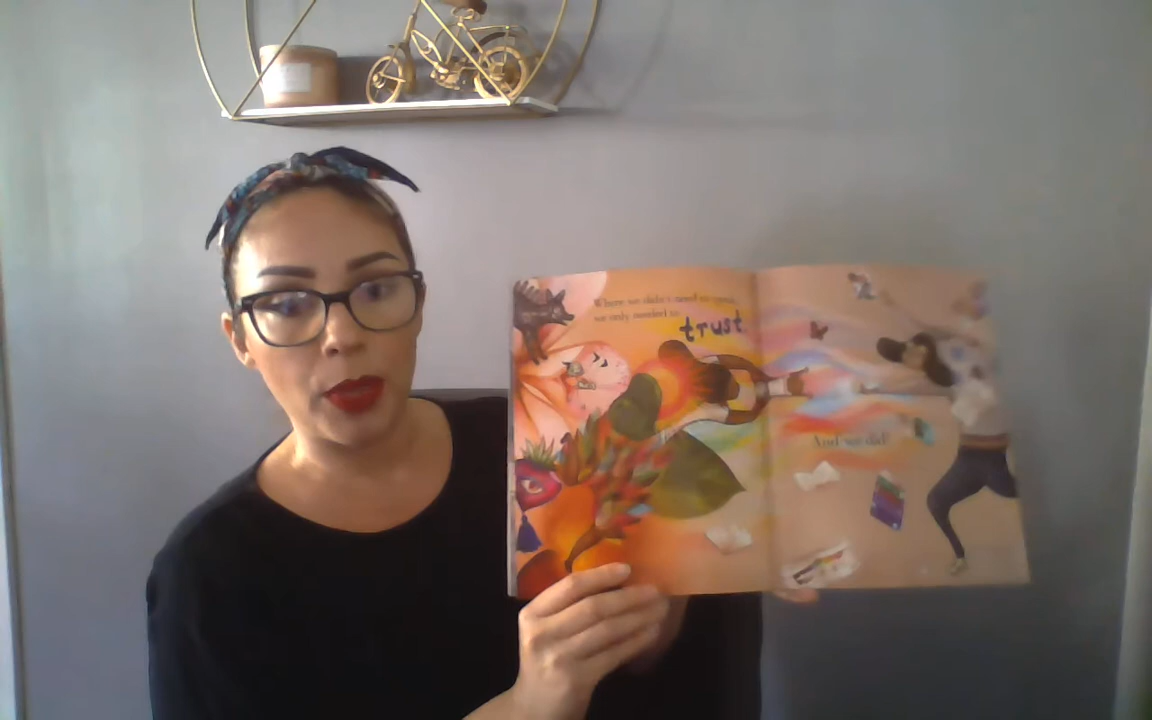 Where we didn't need to speak,
we only needed to
trust.
And we did!